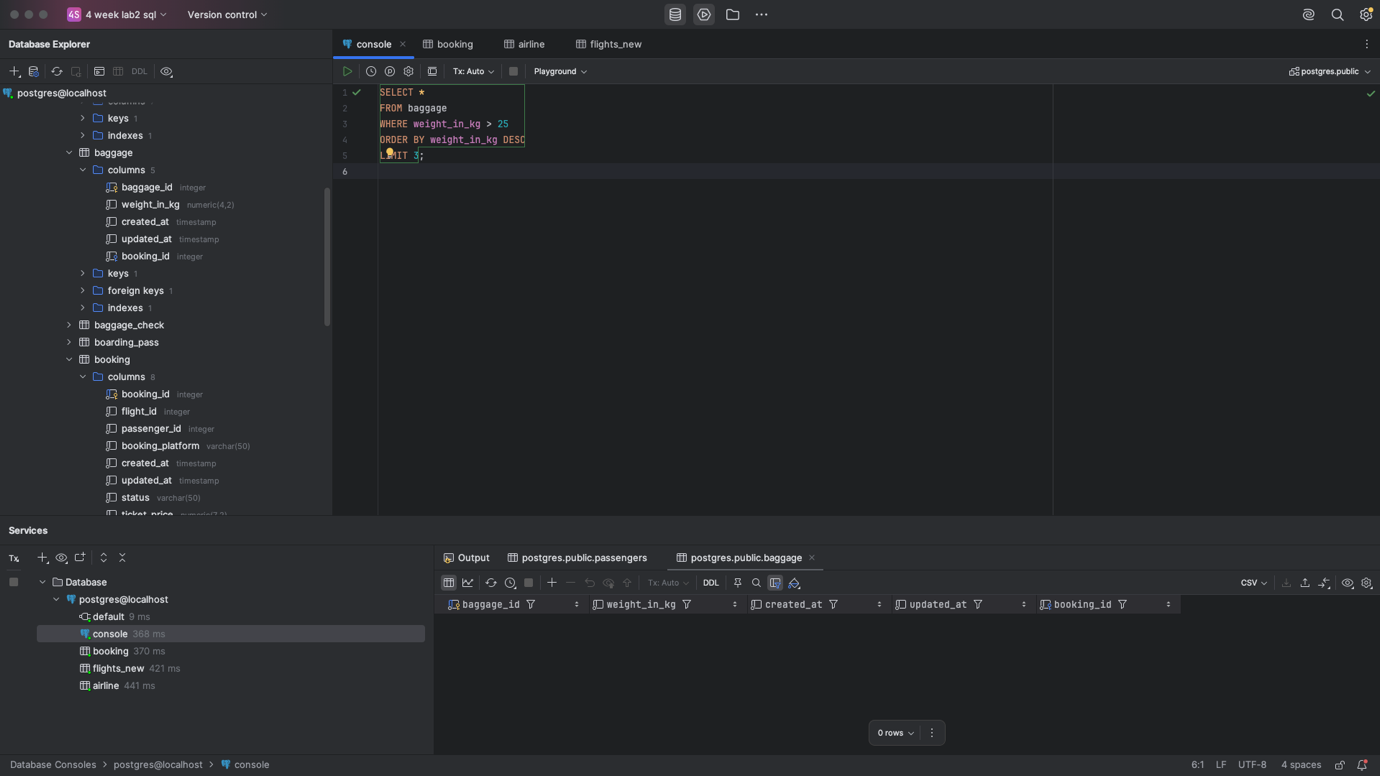 4S 4 week lab2 sql Version control
Database Explorer
DDL
postgres@localhost
keys 1
indexes 1
baggage
columns 5
baggage_id integer
weight_in_kg numeric(4,2)
created_at timestamp
updated_at timestamp
booking_id integer
keys 1
foreign keys 1
indexes 1
baggage_check
boarding_pass
booking
columns 8
booking_id integer
flight_id integer
passenger_id integer
booking_platform varchar(50)
created_at timestamp
updated_at timestamp
status varchar(50)
ticket_price numeric(7,2)
console booking airline flights_new
Tx: Auto Playground postgres.public
1 SELECT *
2 FROM baggage
3 WHERE weight_in_kg > 25
4 ORDER BY weight_in_kg DESC
5 LIMIT 3;
6
Services
Tx
Database
postgres@localhost
default 9 ms
console 368 ms
booking 370 ms
flights_new 421 ms
airline 441 ms
Output postgres.public.passengers postgres.public.baggage
Tx: Auto DDL CSV
baggage_id weight_in_kg created_at updated_at booking_id
0 rows
Database Consoles postgres@localhost console 6:1 LF UTF-8 4 spaces